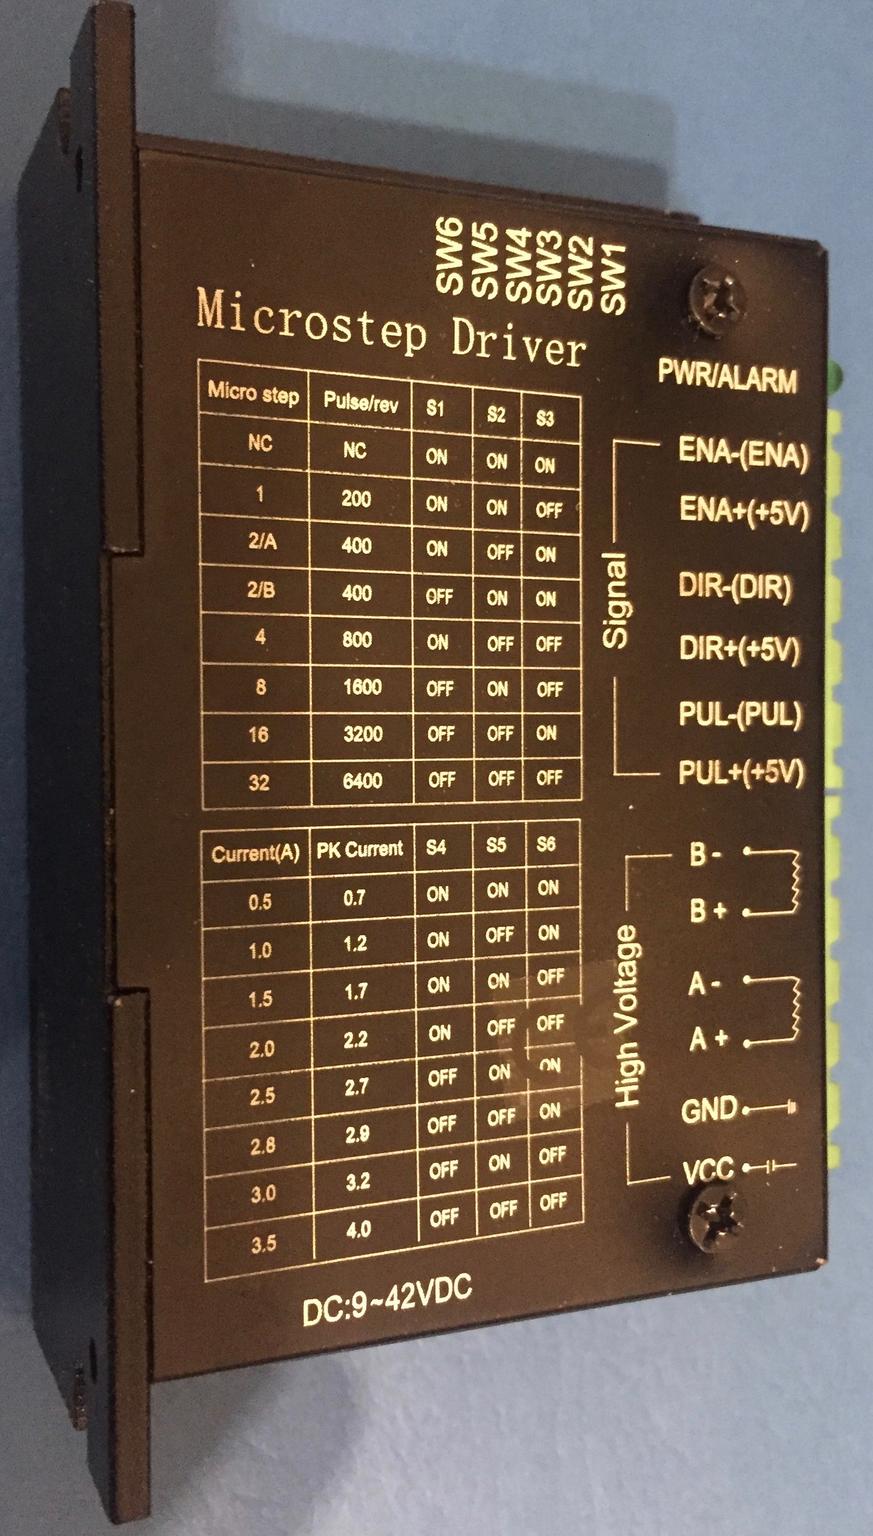 SW6
SW5
SW4
SW3
SW2
SW1
Microstep Driver
Micro step Pulse/rev S1 S2 S3
NC NC ON ON ON
1 200 ON ON OFF
2/A 400 ON OFF ON
2/B 400 OFF ON ON
4 800 ON OFF OFF
8 1600 OFF ON OFF
16 3200 OFF OFF ON
32 6400 OFF OFF OFF
Current(A) PK Current S4 S5 S6
0.5 0.7 ON ON ON
1.0 1.2 ON OFF ON
1.5 1.7 ON ON OFF
2.0 2.2 ON OFF OFF
2.5 2.7 OFF ON ON
2.8 2.9 OFF OFF ON
3.0 3.2 OFF ON OFF
3.5 4.0 OFF OFF OFF
DC:9~42VDC
PWR/ALARM
Signal
ENA-(ENA)
ENA+(+5V)
DIR-(DIR)
DIR+(+5V)
PUL-(PUL)
PUL+(+5V)
High Voltage
B -
B +
A -
A +
GND
VCC